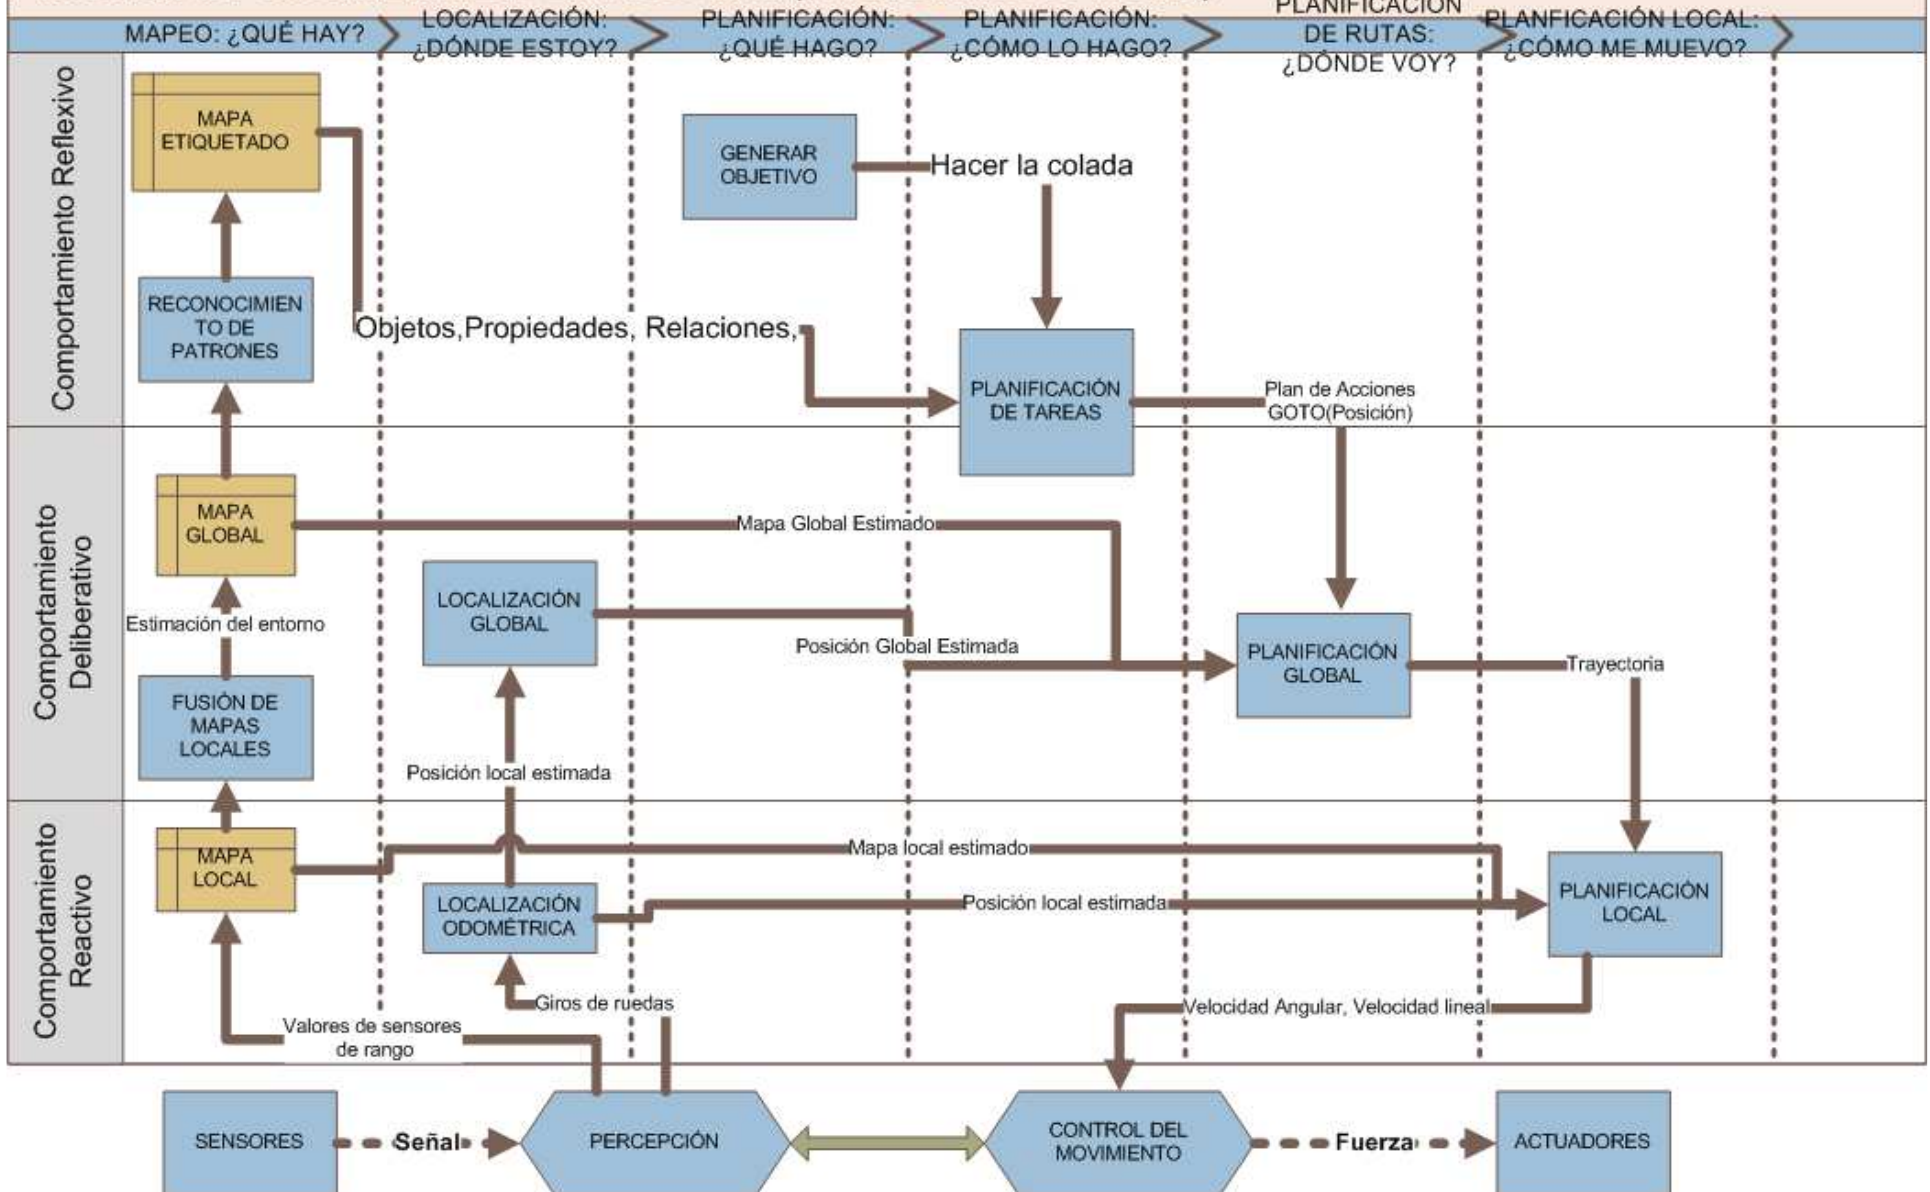 MAPEO: ¿QUÉ HAY?
LOCALIZACIÓN:
¿DÓNDE ESTOY?
PLANIFICACIÓN:
¿QUÉ HAGO?
PLANIFICACIÓN:
¿CÓMO LO HAGO?
PLANIFICACIÓN
DE RUTAS:
¿DÓNDE VOY?
PLANFICACIÓN LOCAL:
¿CÓMO ME MUEVO?
Comportamiento Reflexivo
MAPA
ETIQUETADO
GENERAR
OBJETIVO
Hacer la colada
RECONOCIMIEN
TO DE
PATRONES
Objetos,Propiedades, Relaciones,
PLANIFICACIÓN
DE TAREAS
Plan de Acciones
GOTO(Posición)
Comportamiento
Deliberativo
MAPA
GLOBAL
Mapa Global Estimado
LOCALIZACIÓN
GLOBAL
Estimación del entorno
Posición Global Estimada
PLANIFICACIÓN
GLOBAL
Trayectoria
FUSIÓN DE
MAPAS
LOCALES
Posición local estimada
Comportamiento
Reactivo
MAPA
LOCAL
Mapa local estimado
LOCALIZACIÓN
ODOMÉTRICA
Posición local estimada
PLANIFICACIÓN
LOCAL
Giros de ruedas
Velocidad Angular, Velocidad lineal
Valores de sensores
de rango
SENSORES
Señal
PERCEPCIÓN
CONTROL DEL
MOVIMIENTO
Fuerza
ACTUADORES